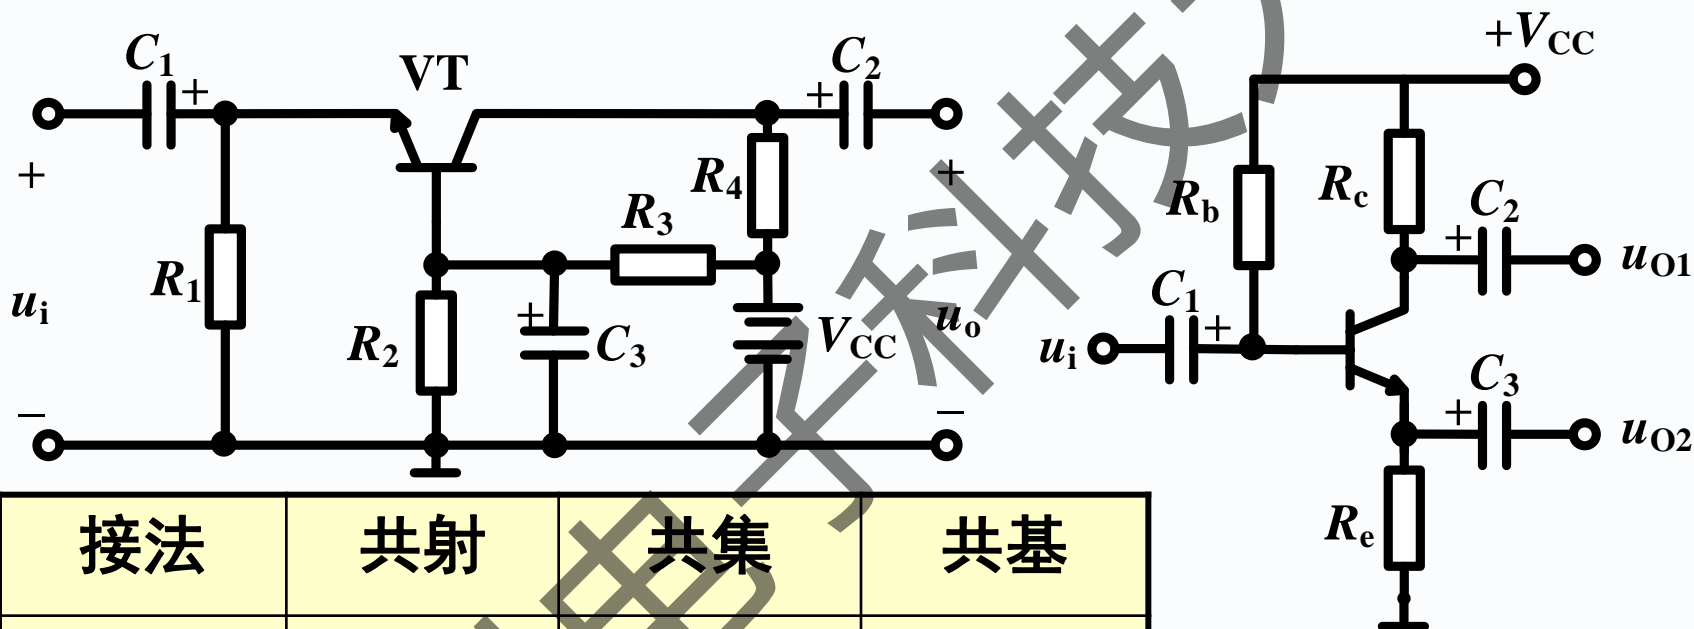 C1 + VT + C2
+ R1 ui −
R2 + C3 R3 R4 VCC
+ uo −
+VCC
Rb Rc
C2 + uO1
ui C1 +
C3 + uO2
Re
接法 共射 共集 共基